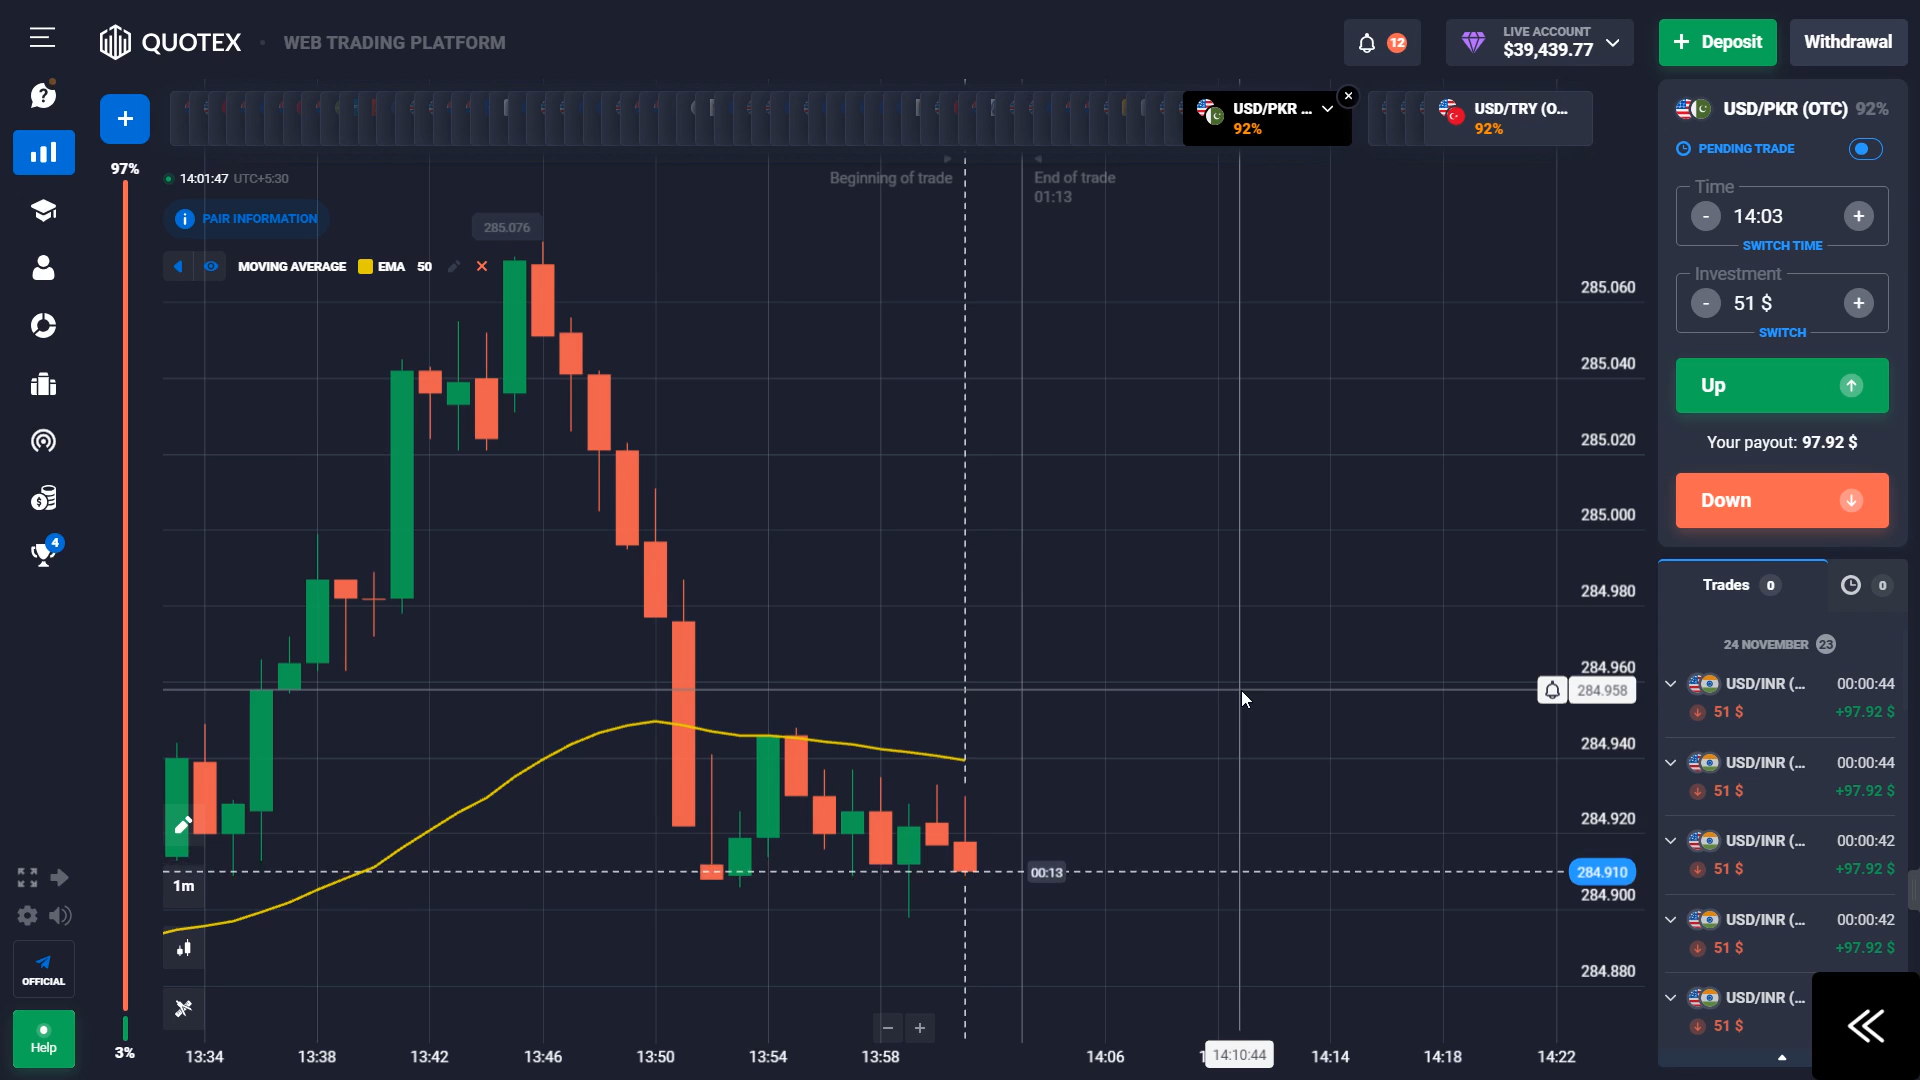 QUOTEX
WEB TRADING PLATFORM
12
LIVE ACCOUNT
$39,439.77
+ Deposit
Withdrawal
+
USD/PKR ...
92%
USD/TRY (O...
92%
97%
14:01:47 UTC+5:30
Beginning of trade
End of trade
01:13
PAIR INFORMATION
285.076
MOVING AVERAGE EMA 50
285.060
285.040
285.020
285.000
284.980
284.960
284.958
284.940
284.920
284.910
284.900
284.880
00:13
1m
13:34
13:38
13:42
13:46
13:50
13:54
13:58
14:06
14:10:44
14:14
14:18
14:22
3%
4
OFFICIAL
Help
USD/PKR (OTC) 92%
PENDING TRADE
Time
- 14:03 +
SWITCH TIME
Investment
- 51 $ +
SWITCH
Up
Your payout: 97.92 $
Down
Trades 0
0
24 NOVEMBER 23
USD/INR (... 00:00:44
51 $ +97.92 $
USD/INR (... 00:00:44
51 $ +97.92 $
USD/INR (... 00:00:42
51 $ +97.92 $
USD/INR (... 00:00:42
51 $ +97.92 $
USD/INR (...
51 $